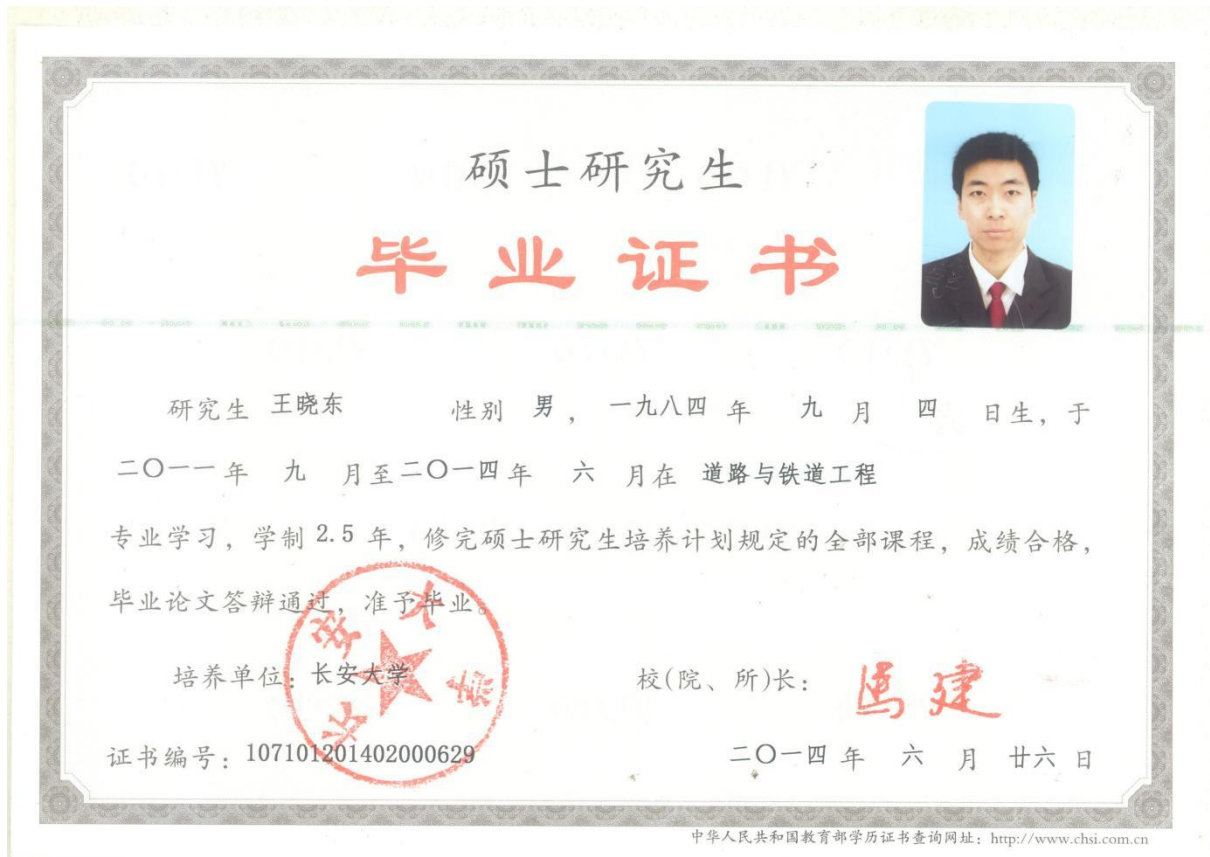 硕士研究生
毕业证书
研究生 王晓东 性别 男，一九八四 年 九 月 四 日生，于
二〇一一 年 九 月至 二〇一四 年 六 月在 道路与铁道工程
专业学习，学制 2.5 年，修完硕士研究生培养计划规定的全部课程，成绩合格，
毕业论文答辩通过，准予毕业。
培养单位：长安大学 校(院、所)长：马建
证书编号：107101201402000629 二〇一四 年 六 月 廿六 日
中华人民共和国教育部学历证书查询网址：http://www.chsi.com.cn